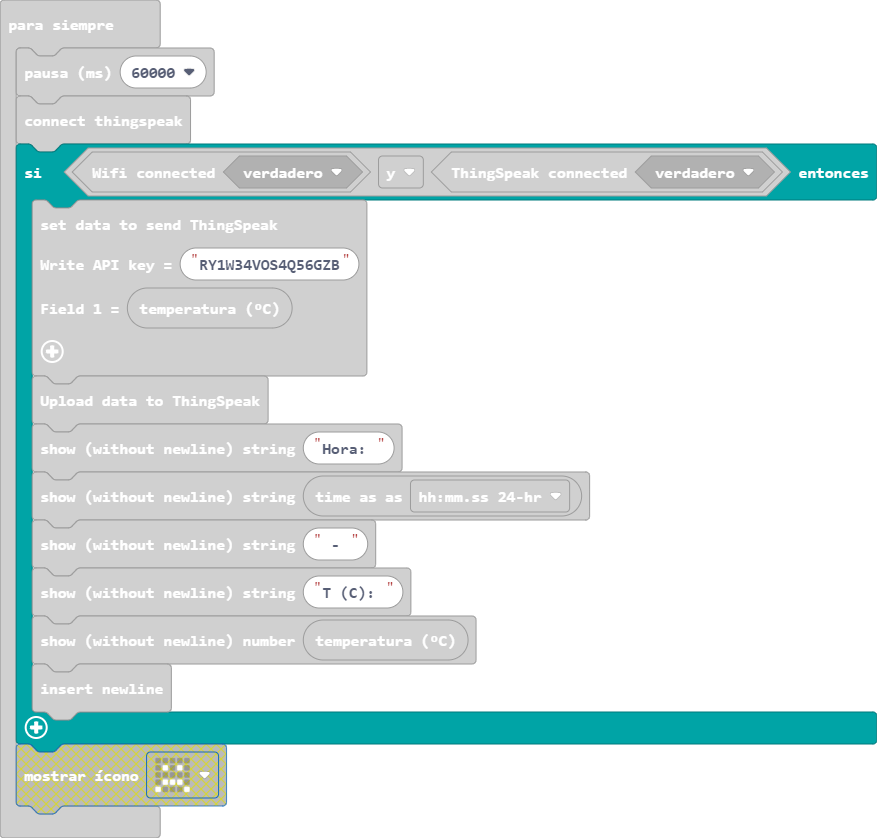 para siempre
pausa (ms) 60000
connect thingspeak
si Wifi connected verdadero y ThingSpeak connected verdadero entonces
set data to send ThingSpeak
Write API key = "RY1W34VOS4Q56GZB"
Field 1 = temperatura (ºC)
Upload data to ThingSpeak
show (without newline) string "Hora: "
show (without newline) string time as as hh:mm.ss 24-hr
show (without newline) string " - "
show (without newline) string "T (C): "
show (without newline) number temperatura (ºC)
insert newline
mostrar ícono